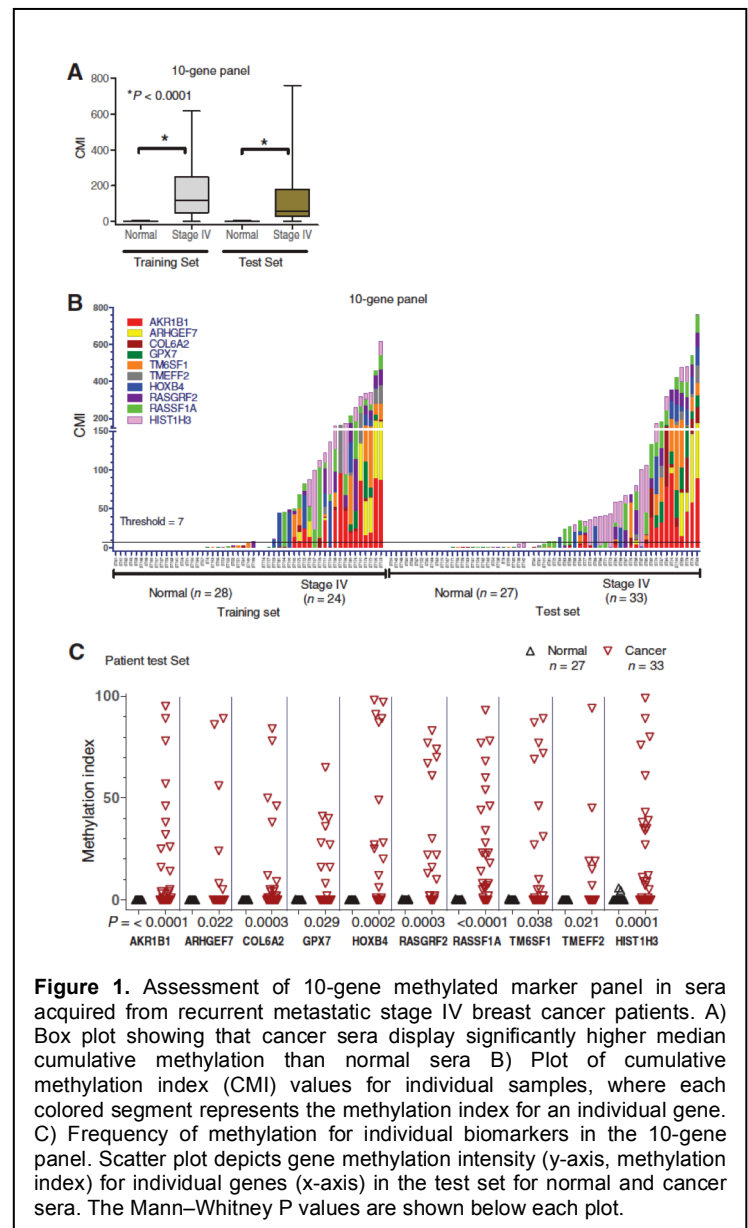 A
10-gene panel
800
*P < 0.0001
600
400
200
0
CMI
*
*
Normal Stage IV Normal Stage IV
Training Set Test Set
B
10-gene panel
800
600
400
200
150
100
50
0
CMI
AKR1B1
ARHGEF7
COL6A2
GPX7
TM6SF1
TMEFF2
HOXB4
RASGRF2
RASSF1A
HIST1H3
Threshold = 7
Normal (n = 28) Stage IV (n = 24) Normal (n = 27) Stage IV (n = 33)
Training set Test set
C
Patient test Set
Normal n = 27 Cancer n = 33
100
50
0
Methylation index
P = < 0.0001 0.022 0.0003 0.029 0.0002 0.0003 <0.0001 0.038 0.021 0.0001
AKR1B1 ARHGEF7 COL6A2 GPX7 HOXB4 RASGRF2 RASSF1A TM6SF1 TMEFF2 HIST1H3
Figure 1. Assessment of 10-gene methylated marker panel in sera
acquired from recurrent metastatic stage IV breast cancer patients. A)
Box plot showing that cancer sera display significantly higher median
cumulative methylation than normal sera B) Plot of cumulative
methylation index (CMI) values for individual samples, where each
colored segment represents the methylation index for an individual gene.
C) Frequency of methylation for individual biomarkers in the 10-gene
panel. Scatter plot depicts gene methylation intensity (y-axis, methylation
index) for individual genes (x-axis) in the test set for normal and cancer
sera. The Mann–Whitney P values are shown below each plot.